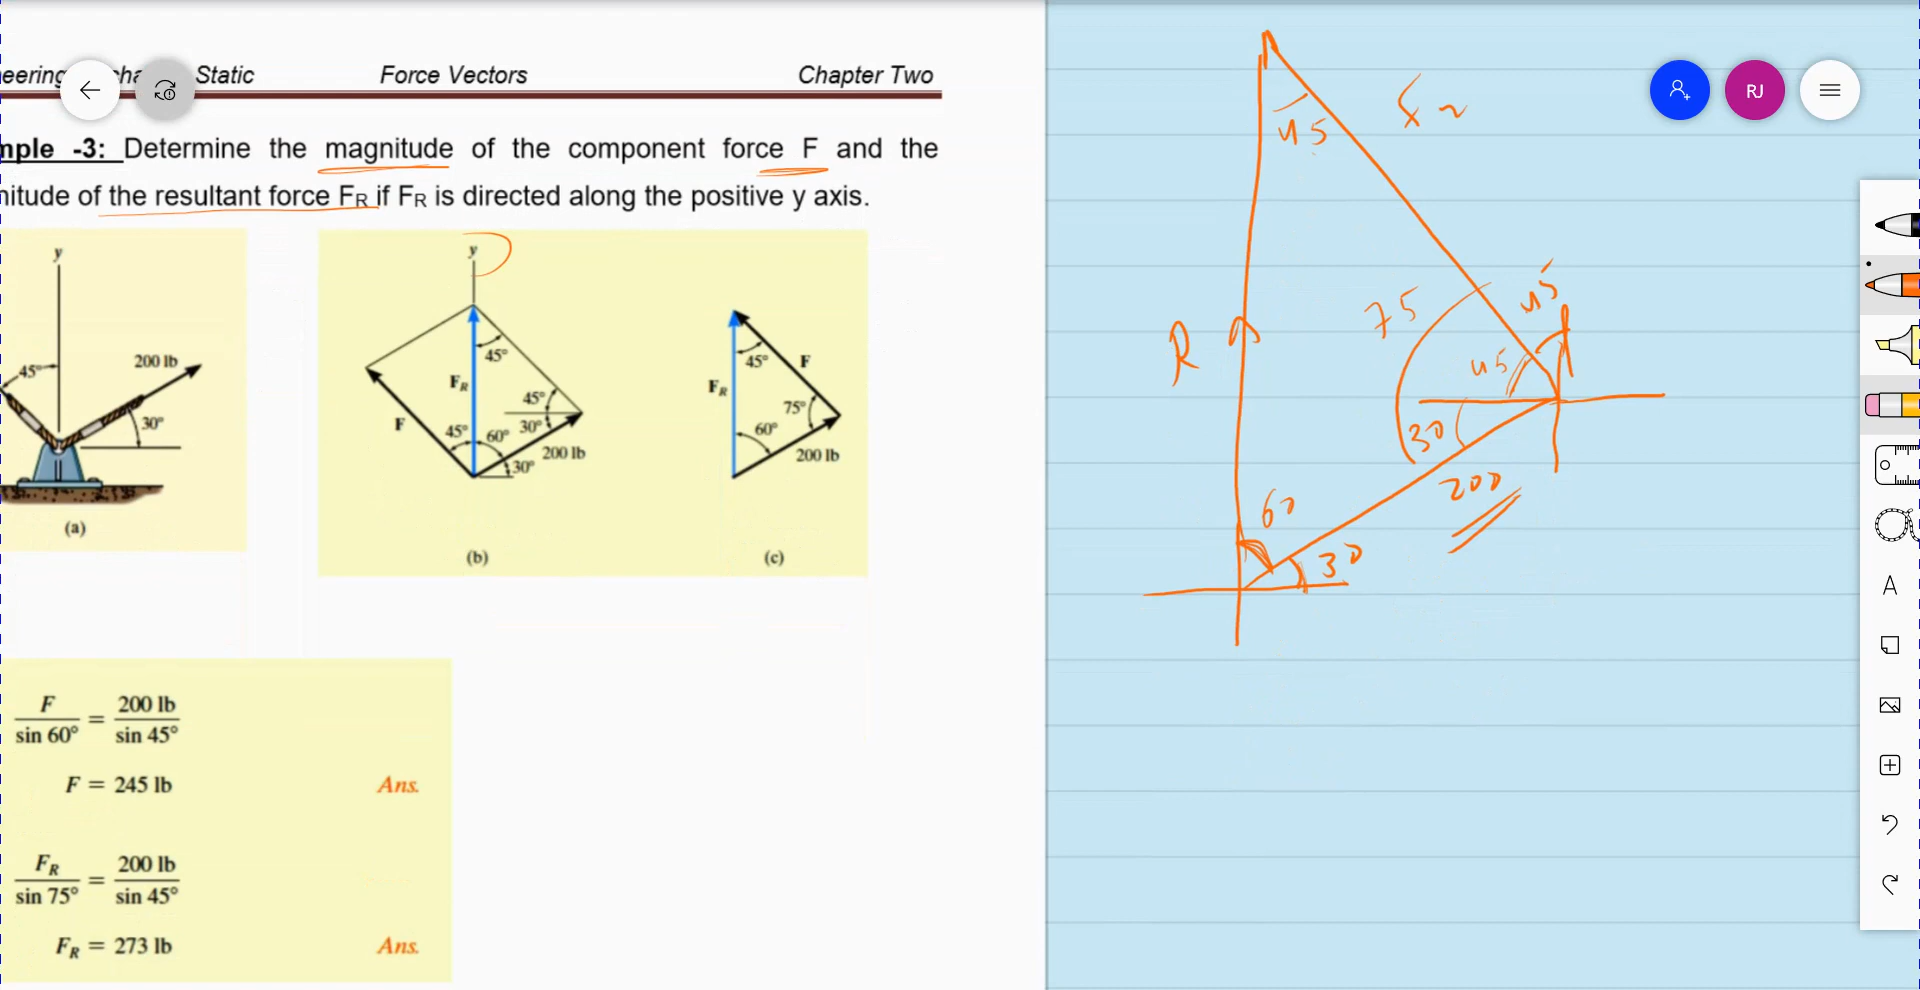 eering
cha
Static
Force Vectors
Chapter Two
mple -3: Determine the magnitude of the component force F and the
nitude of the resultant force FR if FR is directed along the positive y axis.
y
45°
200 lb
30°
(a)
y
45°
FR
45°
F
30°
45°
60°
200 lb
30°
(b)
45°
F
FR
75°
60°
200 lb
(c)
F / sin 60° = 200 lb / sin 45°
F = 245 lb Ans.
FR / sin 75° = 200 lb / sin 45°
FR = 273 lb Ans.
45
75
45
R
45
30
200
60
30
RJ
A